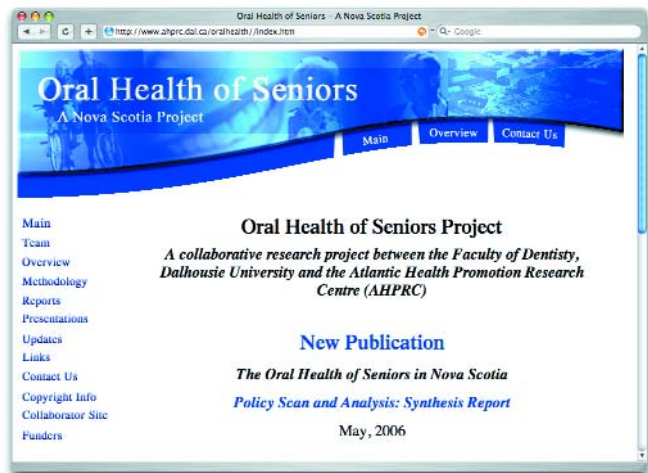 Oral Health of Seniors - A Nova Scotia Project
http://www.ahprc.dal.ca/oralhealth//index.htm
Google
Oral Health of Seniors
A Nova Scotia Project
Main
Overview
Contact Us
Main
Team
Overview
Methodology
Reports
Presentations
Updates
Links
Contact Us
Copyright Info
Collaborator Site
Funders
Oral Health of Seniors Project
A collaborative research project between the Faculty of Dentisty,
Dalhousie University and the Atlantic Health Promotion Research
Centre (AHPRC)
New Publication
The Oral Health of Seniors in Nova Scotia
Policy Scan and Analysis: Synthesis Report
May, 2006